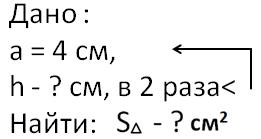 Дано :
a = 4 см,
h - ? см, в 2 раза<
Найти: S△ - ? см²